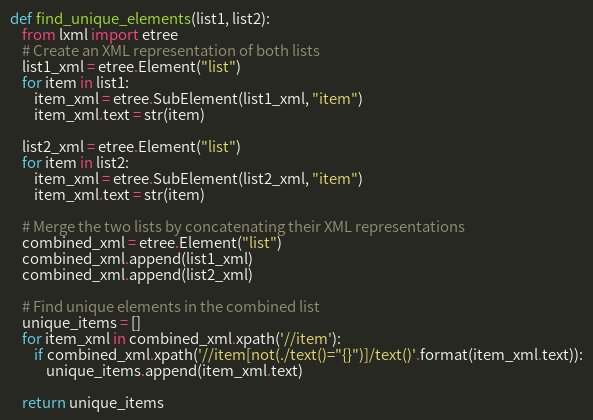 def find_unique_elements(list1, list2):
    from lxml import etree
    # Create an XML representation of both lists
    list1_xml = etree.Element("list")
    for item in list1:
        item_xml = etree.SubElement(list1_xml, "item")
        item_xml.text = str(item)

    list2_xml = etree.Element("list")
    for item in list2:
        item_xml = etree.SubElement(list2_xml, "item")
        item_xml.text = str(item)

    # Merge the two lists by concatenating their XML representations
    combined_xml = etree.Element("list")
    combined_xml.append(list1_xml)
    combined_xml.append(list2_xml)

    # Find unique elements in the combined list
    unique_items = []
    for item_xml in combined_xml.xpath('//item'):
        if combined_xml.xpath('//item[not(./text()="{}")]/text()'.format(item_xml.text)):
            unique_items.append(item_xml.text)

    return unique_items